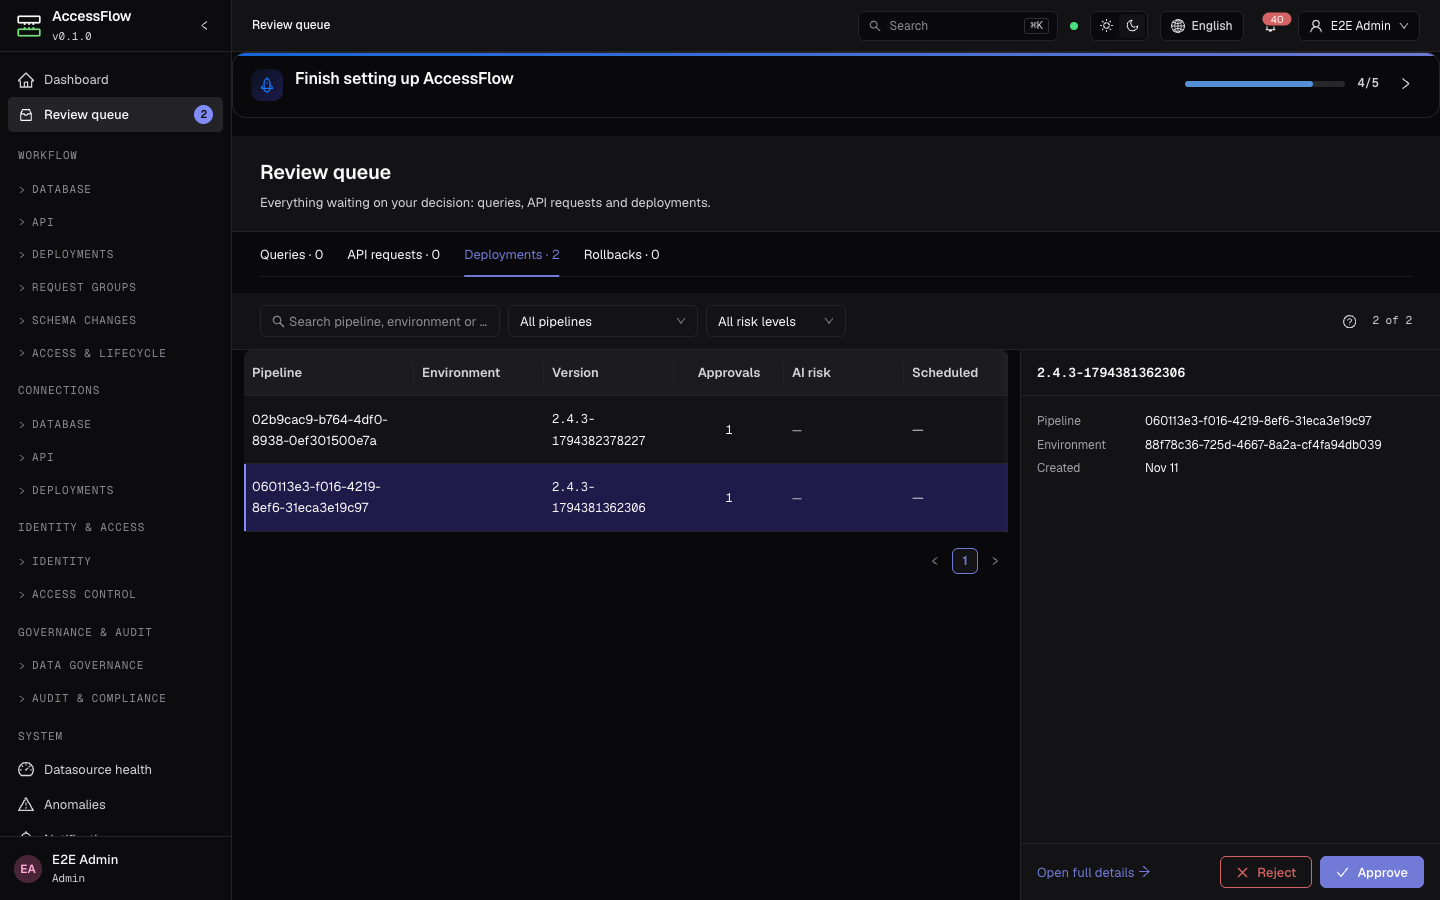 AccessFlow
v0.1.0
Dashboard
Review queue 2
WORKFLOW
DATABASE
API
DEPLOYMENTS
REQUEST GROUPS
SCHEMA CHANGES
ACCESS & LIFECYCLE
CONNECTIONS
DATABASE
API
DEPLOYMENTS
IDENTITY & ACCESS
IDENTITY
ACCESS CONTROL
GOVERNANCE & AUDIT
DATA GOVERNANCE
AUDIT & COMPLIANCE
SYSTEM
Datasource health
Anomalies
EA
E2E Admin
Admin
Review queue
Search ⌘K
English
40
E2E Admin
Finish setting up AccessFlow
4/5
Review queue
Everything waiting on your decision: queries, API requests and deployments.
Queries · 0 API requests · 0 Deployments · 2 Rollbacks · 0
Search pipeline, environment or ... All pipelines All risk levels 2 of 2
Pipeline Environment Version Approvals AI risk Scheduled
02b9cac9-b764-4df0- 2.4.3-
8938-0ef301500e7a 1794382378227 1 — —
060113e3-f016-4219- 2.4.3-
8ef6-31eca3e19c97 1794381362306 1 — —
1
2.4.3-1794381362306
Pipeline 060113e3-f016-4219-8ef6-31eca3e19c97
Environment 88f78c36-725d-4667-8a2a-cf4fa94db039
Created Nov 11
Open full details
Reject
Approve